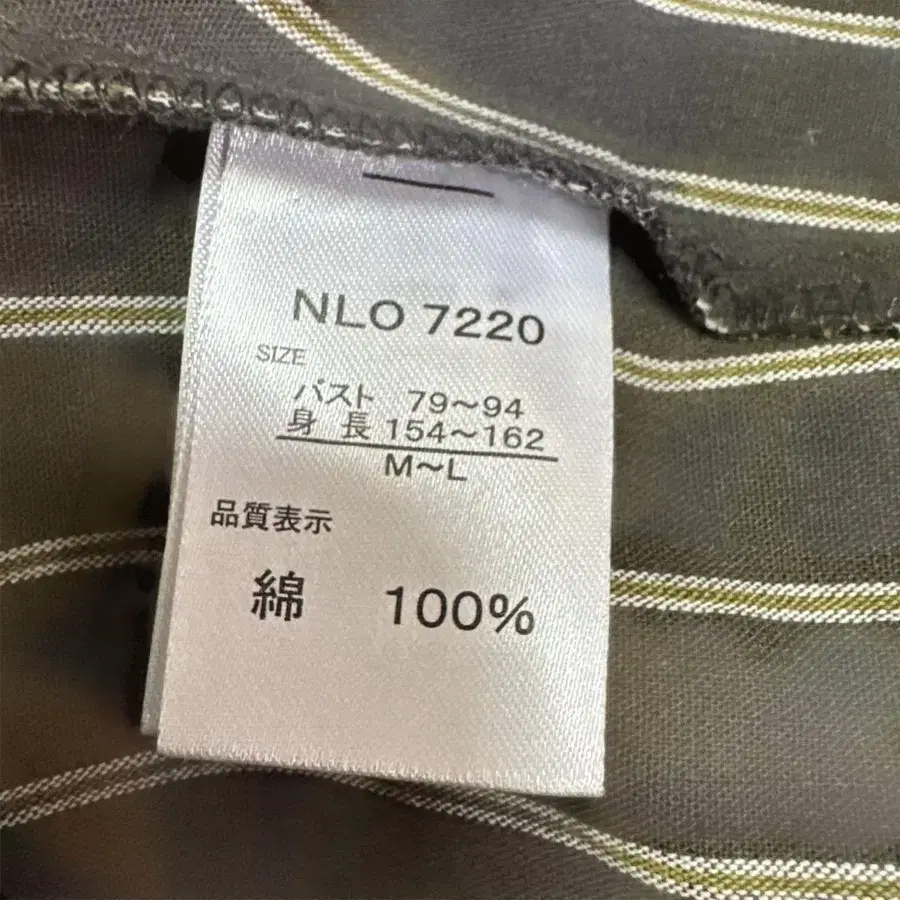 NLO 7220
SIZE
バスト 79～94
身 長 154～162
M～L
品質表示
綿 100%